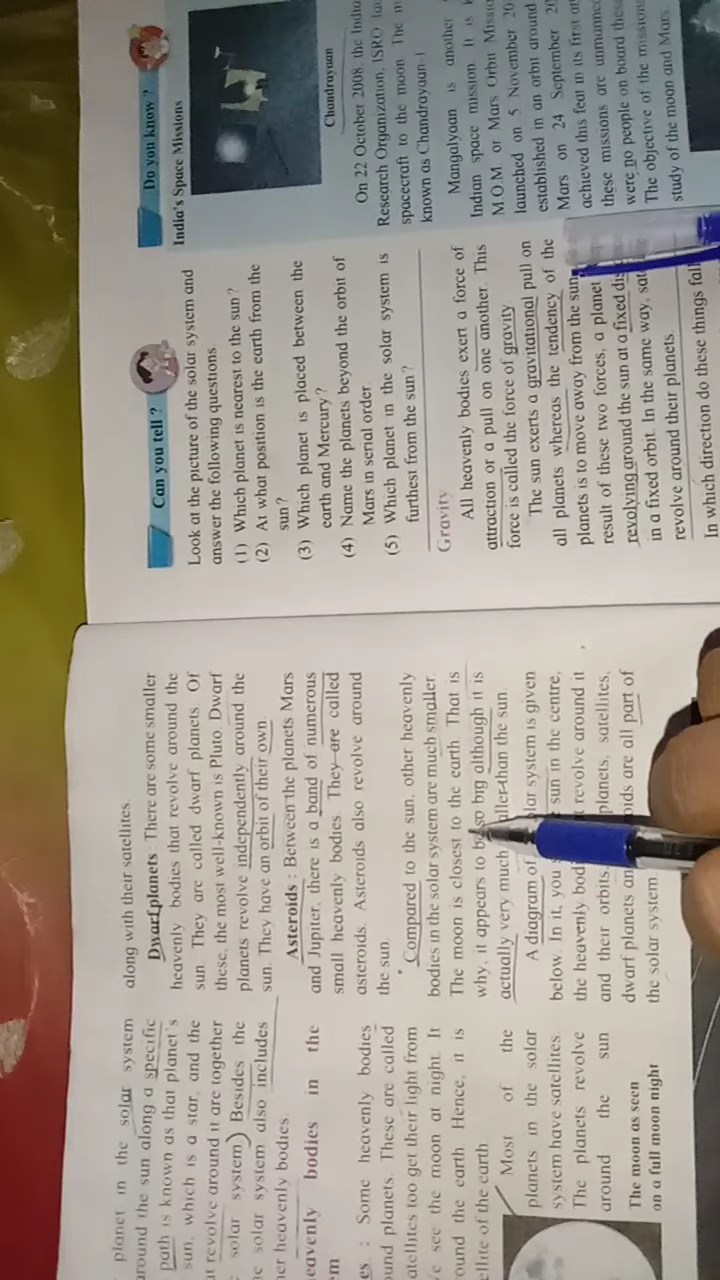 planet in the solar system
around the sun along a specific
path is known as that planet's
sun, which is a star, and the
revolve around it are together
solar system) Besides the
solar system also includes
heavenly bodies.
heavenly bodies in the
: Some heavenly bodies
planets. These are called
too get their light from
see the moon at night. It
the earth. Hence, it is
of the earth
Most of the
planets in the solar
system have satellites.
The planets revolve
around the sun
The moon as seen
on a full moon night
along with their satellites.
Dwarf planets : There are some smaller
heavenly bodies that revolve around the
sun. They are called dwarf planets Of
these, the most well-known is Pluto. Dwarf
planets revolve independently around the
sun. They have an orbit of their own.
Asteroids : Between the planets Mars
and Jupiter, there is a band of numerous
small heavenly bodies. They are called
asteroids. Asteroids also revolve around
the sun.
Compared to the sun, other heavenly
bodies in the solar system are much smaller.
The moon is closest to the earth. That is
why, it appears to be so big although it is
actually very much than the sun.
A diagram of system is given
below. In it, you sun in the centre,
the heavenly revolve around it
and their orbits, planets, satellites,
dwarf planets are all part of
the solar system.
Can you tell ?
Look at the picture of the solar system and
answer the following questions
(1) Which planet is nearest to the sun ?
(2) At what position is the earth from the
sun ?
(3) Which planet is placed between the
earth and Mercury?
(4) Name the planets beyond the orbit of
Mars in serial order.
(5) Which planet in the solar system is
furthest from the sun ?
Gravity
All heavenly bodies exert a force of
attraction or a pull on one another. This
force is called the force of gravity
The sun exerts a gravitational pull on
all planets whereas the tendency of the
planets is to move away from the sun
result of these two forces, a planet
revolving around the sun at a fixed
in a fixed orbit. In the same way,
revolve around their planets.
In which direction do these things fall
Do you know ?
India's Space Missions
Chandrayaan
On 22 October 2008, the
Research Organization, ISRO
spacecraft to the moon The
known as Chandrayaan-1
Mangalyaan is another
Indian space mission It is
M.O.M. or Mars Orbit
launched on 5 November
established in an orbit around
Mars on 24 September
achieved this feat in its first
these missions are unmanned
were no people on board
The objective of the
study of the moon and Mars